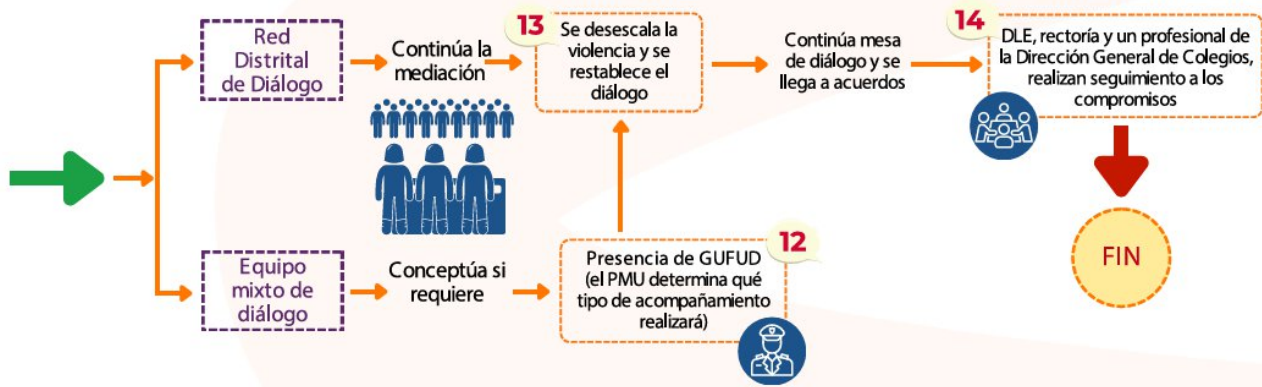 Red
Distrital
de Diálogo
Continúa la
mediación
13
Se desescala la
violencia y se
restablece el
diálogo
Continúa mesa
de diálogo y se
llega a acuerdos
14
DLE, rectoría y un profesional de
la Dirección General de Colegios,
realizan seguimiento a los
compromisos
Equipo
mixto de
diálogo
Conceptúa si
requiere
12
Presencia de GUFUD
(el PMU determina qué
tipo de acompañamiento
realizará)
FIN